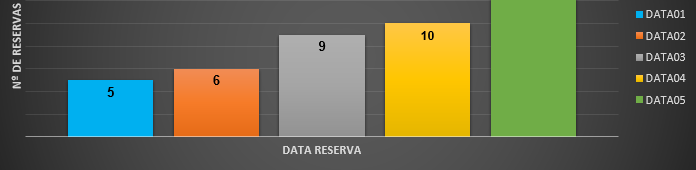 Nº DE RESERVAS
5
6
9
10
DATA RESERVA
DATA01
DATA02
DATA03
DATA04
DATA05